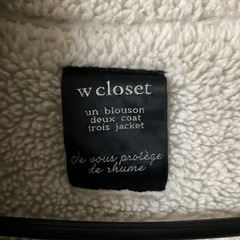 w closet
un blouson
deux coat
trois jacket
Je vous protège
de rhume